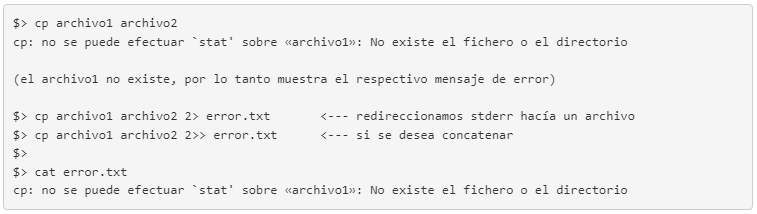 $> cp archivo1 archivo2
cp: no se puede efectuar `stat' sobre «archivo1»: No existe el fichero o el directorio
(el archivo1 no existe, por lo tanto muestra el respectivo mensaje de error)
$> cp archivo1 archivo2 2> error.txt       <--- redireccionamos stderr hacía un archivo
$> cp archivo1 archivo2 2>> error.txt      <--- si se desea concatenar
$>
$> cat error.txt
cp: no se puede efectuar `stat' sobre «archivo1»: No existe el fichero o el directorio